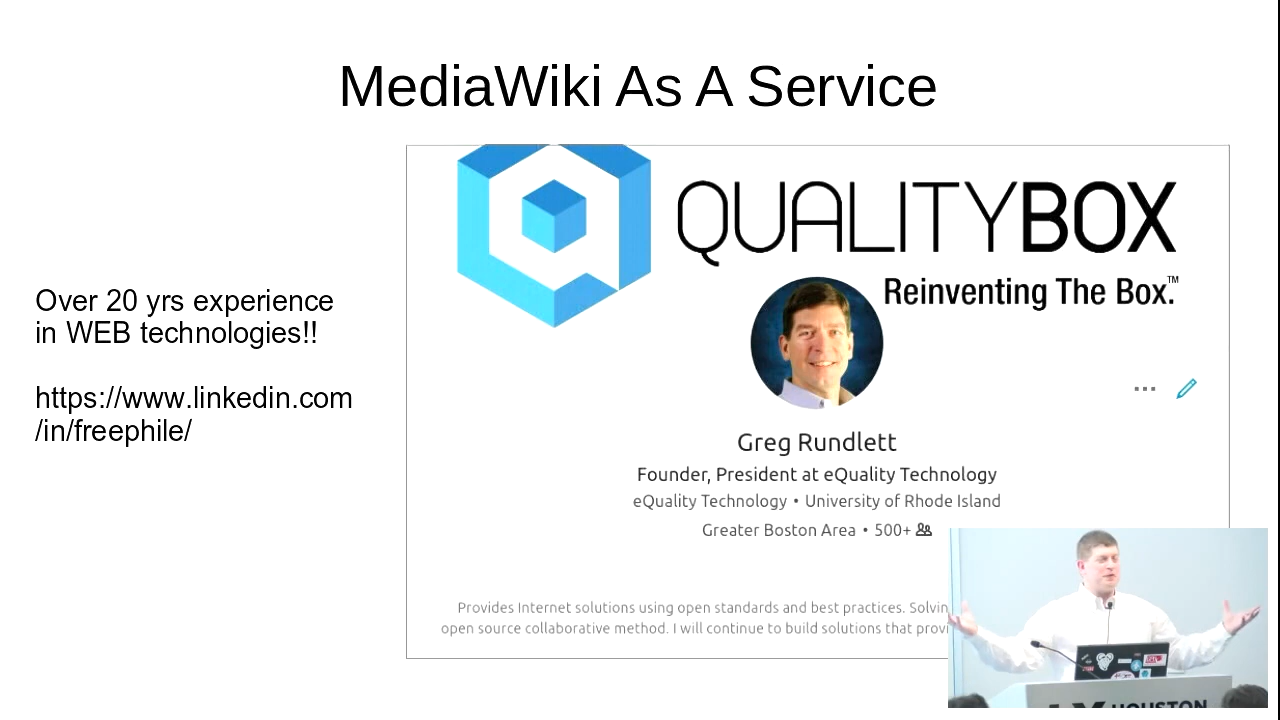 MediaWiki As A Service
QUALITYBOX
Reinventing The Box.™
Over 20 yrs experience
in WEB technologies!!
https://www.linkedin.com
/in/freephile/
Greg Rundlett
Founder, President at eQuality Technology
eQuality Technology • University of Rhode Island
Greater Boston Area • 500+
Provides Internet solutions using open standards and best practices. Solvin
open source collaborative method. I will continue to build solutions that provi
HOUSTON